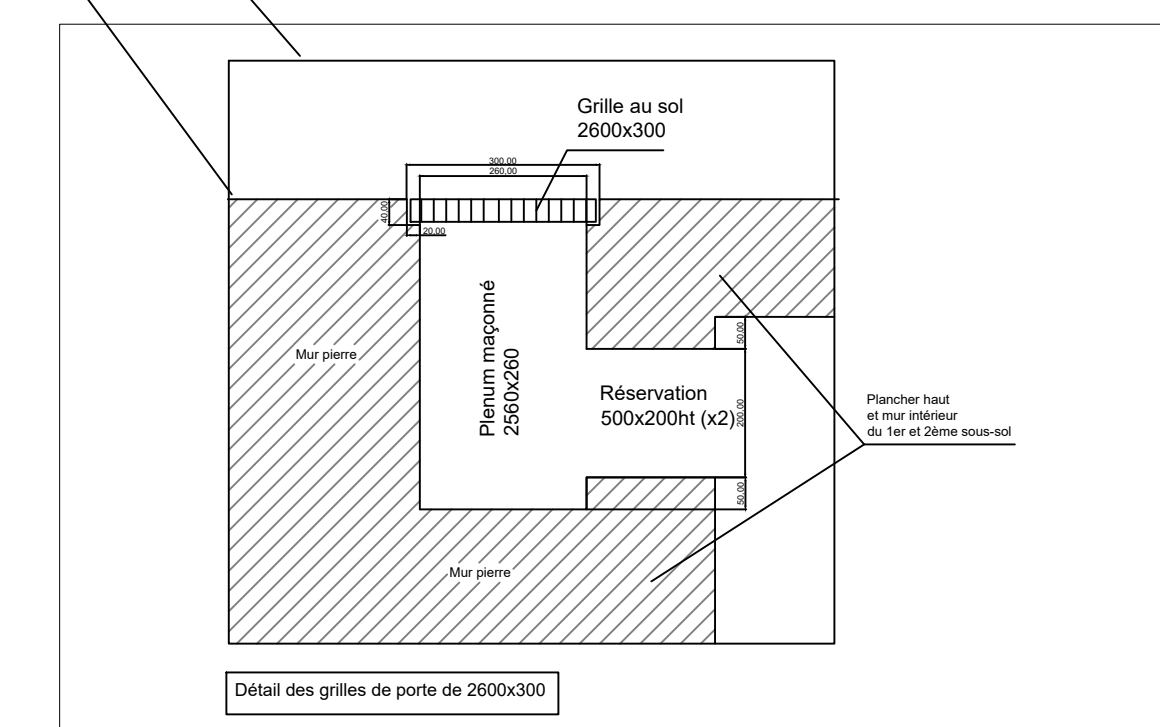 Grille au sol
2600x300
300,00
260,00
40,00
20,00
Plenum maçonné
2560x260
Mur pierre
50,00
Réservation
500x200ht (x2)
200,00
Plancher haut
et mur intérieur
du 1er et 2ème sous-sol
50,00
Mur pierre
Détail des grilles de porte de 2600x300